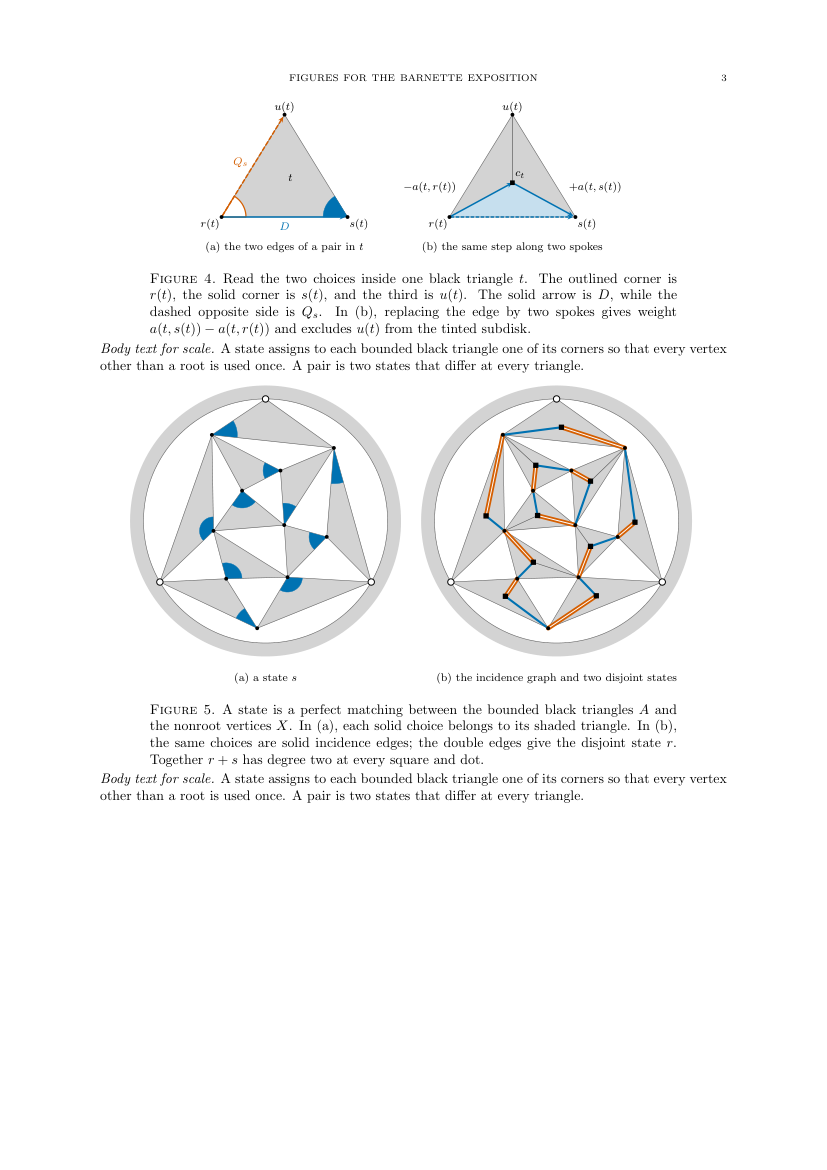 FIGURES FOR THE BARNETTE EXPOSITION 3
u(t)
Q_s
t
r(t)
D
s(t)
(a) the two edges of a pair in t
u(t)
c_t
−a(t, r(t))
+a(t, s(t))
r(t)
s(t)
(b) the same step along two spokes
FIGURE 4. Read the two choices inside one black triangle t. The outlined corner is
r(t), the solid corner is s(t), and the third is u(t). The solid arrow is D, while the
dashed opposite side is Q_s. In (b), replacing the edge by two spokes gives weight
a(t, s(t)) − a(t, r(t)) and excludes u(t) from the tinted subdisk.
Body text for scale. A state assigns to each bounded black triangle one of its corners so that every vertex
other than a root is used once. A pair is two states that differ at every triangle.
(a) a state s
(b) the incidence graph and two disjoint states
FIGURE 5. A state is a perfect matching between the bounded black triangles A and
the nonroot vertices X. In (a), each solid choice belongs to its shaded triangle. In (b),
the same choices are solid incidence edges; the double edges give the disjoint state r.
Together r + s has degree two at every square and dot.
Body text for scale. A state assigns to each bounded black triangle one of its corners so that every vertex
other than a root is used once. A pair is two states that differ at every triangle.